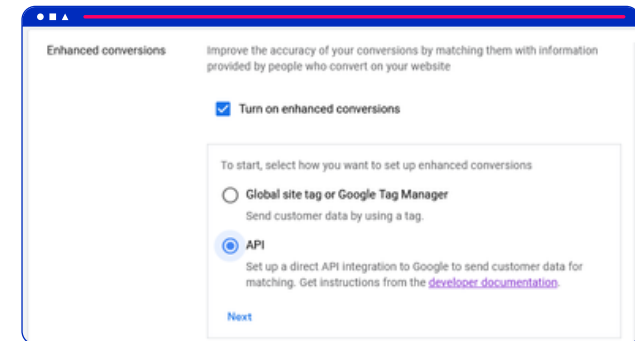 Enhanced conversions
Improve the accuracy of your conversions by matching them with information
provided by people who convert on your website
Turn on enhanced conversions
To start, select how you want to set up enhanced conversions
Global site tag or Google Tag Manager
Send customer data by using a tag.
API
Set up a direct API integration to Google to send customer data for
matching. Get instructions from the developer documentation.
Next